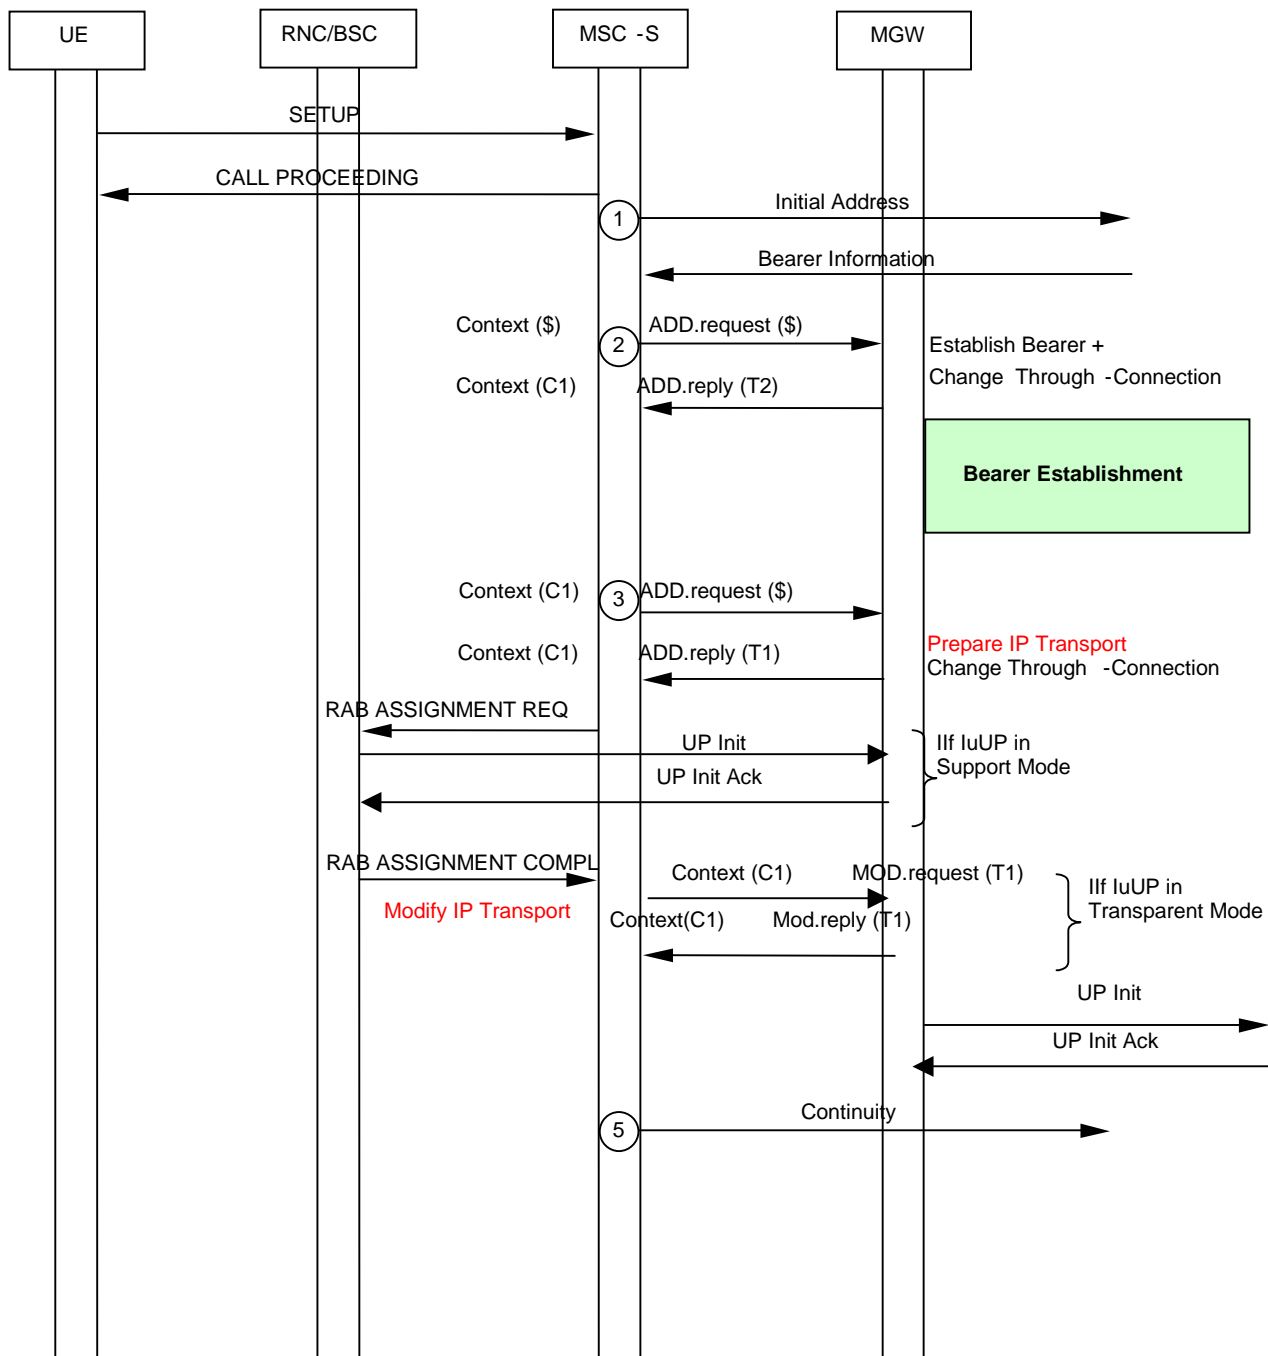 UE
RNC/BSC
MSC -S
MGW
SETUP
CALL PROCEEDING
1
Initial Address
Bearer Information
Context ($)
2
ADD.request ($)
Establish Bearer +
Change Through -Connection
Context (C1)
ADD.reply (T2)
Bearer Establishment
Context (C1)
3
ADD.request ($)
Context (C1)
ADD.reply (T1)
Prepare IP Transport
Change Through -Connection
RAB ASSIGNMENT REQ
UP Init
IIf IuUP in
Support Mode
UP Init Ack
RAB ASSIGNMENT COMPL
Context (C1)
MOD.request (T1)
IIf IuUP in
Transparent Mode
Modify IP Transport
Context(C1)
Mod.reply (T1)
UP Init
UP Init Ack
5
Continuity